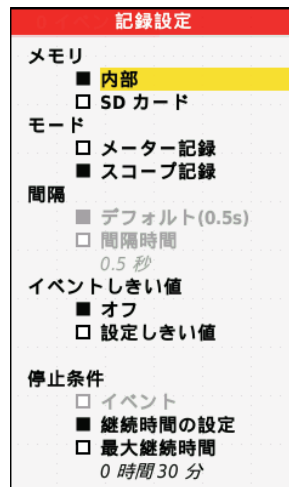 記録設定
メモリ
■ 内部
□ SD カード
モード
□ メーター記録
■ スコープ記録
間隔
■ デフォルト(0.5s)
□ 間隔時間
0.5 秒
イベントしきい値
■ オフ
□ 設定しきい値
停止条件
□ イベント
■ 継続時間の設定
□ 最大継続時間
0 時間 30 分